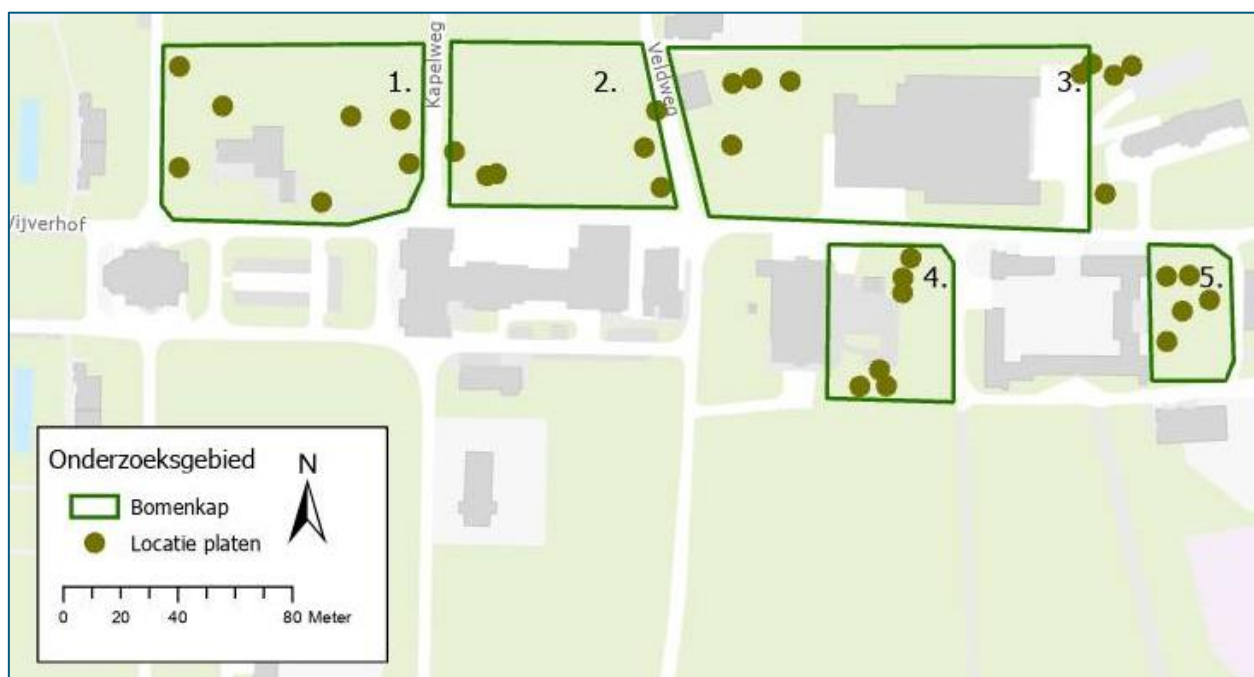 1.
Kapelweg
2.
Veldweg
3.
Vijverhof
4.
5.
Onderzoeksgebied
N
Bomenkap
Locatie platen
0 20 40 80 Meter